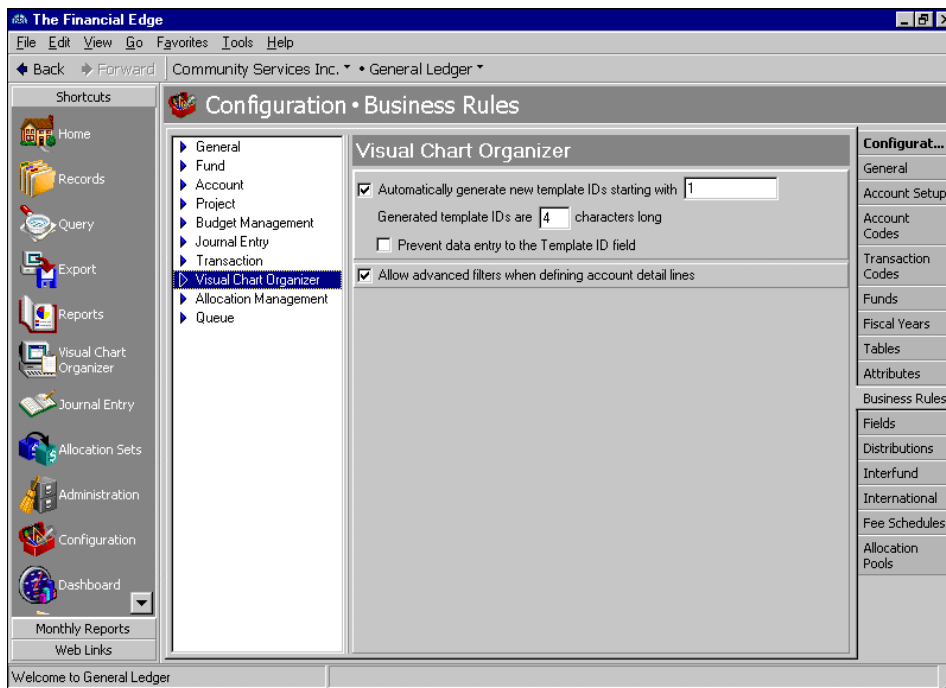 The Financial Edge
File Edit View Go Favorites Tools Help
Back Forward Community Services Inc. • General Ledger
Shortcuts
Home
Records
Query
Export
Reports
Visual Chart
Organizer
Journal Entry
Allocation Sets
Administration
Configuration
Dashboard
Monthly Reports
Web Links
Configuration • Business Rules
General
Fund
Account
Project
Budget Management
Journal Entry
Transaction
Visual Chart Organizer
Allocation Management
Queue
Visual Chart Organizer
Automatically generate new template IDs starting with 1
Generated template IDs are 4 characters long
Prevent data entry to the Template ID field
Allow advanced filters when defining account detail lines
Configurat...
General
Account Setup
Account
Codes
Transaction
Codes
Funds
Fiscal Years
Tables
Attributes
Business Rules
Fields
Distributions
Interfund
International
Fee Schedules
Allocation
Pools
Welcome to General Ledger